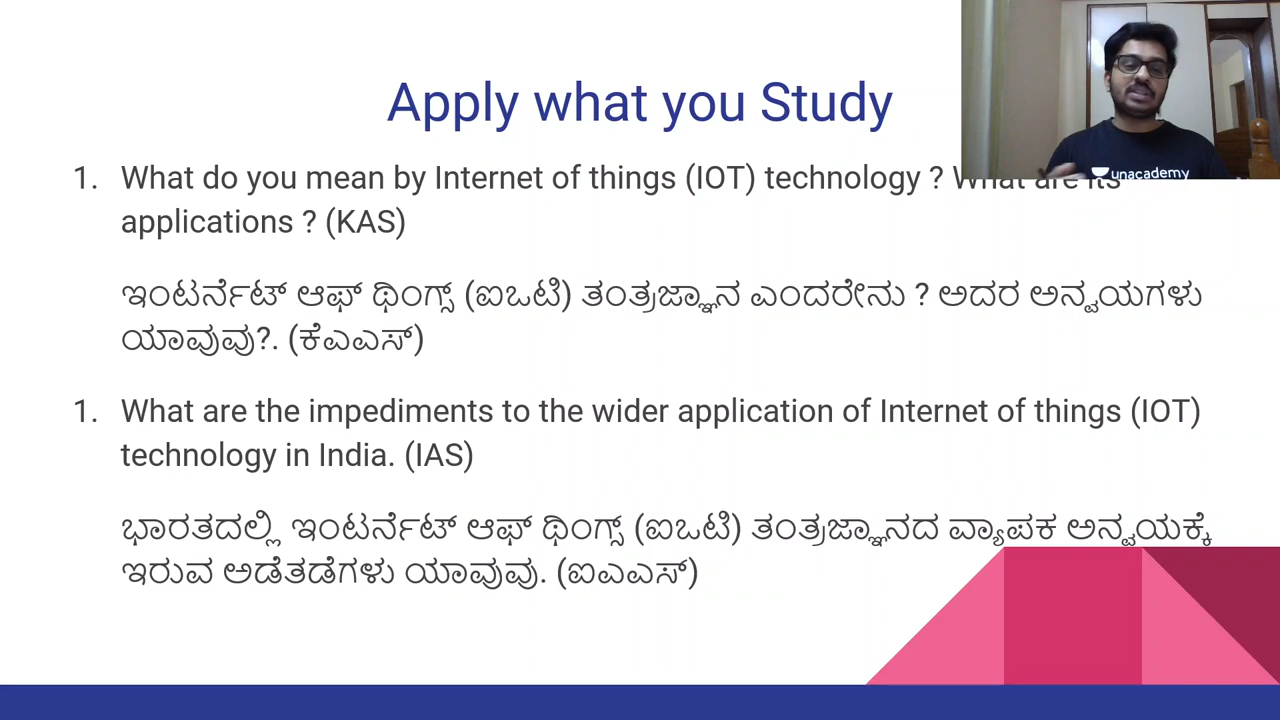 Apply what you Study
unacademy
1. What do you mean by Internet of things (IOT) technology ? What are its
applications ? (KAS)
ಇಂಟರ್ನೆಟ್ ಆಫ್ ಥಿಂಗ್ಸ್ (ಐಒಟಿ) ತಂತ್ರಜ್ಞಾನ ಎಂದರೇನು ? ಅದರ ಅನ್ವಯಗಳು
ಯಾವುವು?. (ಕೆಎಎಸ್)
1. What are the impediments to the wider application of Internet of things (IOT)
technology in India. (IAS)
ಭಾರತದಲ್ಲಿ ಇಂಟರ್ನೆಟ್ ಆಫ್ ಥಿಂಗ್ಸ್ (ಐಒಟಿ) ತಂತ್ರಜ್ಞಾನದ ವ್ಯಾಪಕ ಅನ್ವಯಕ್ಕೆ
ಇರುವ ಅಡೆತಡೆಗಳು ಯಾವುವು. (ಐಎಎಸ್)